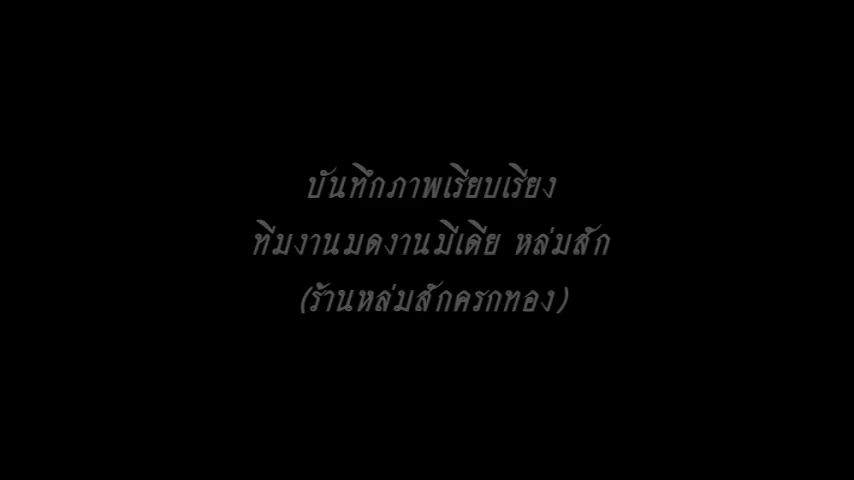 บันทึกภาพเรียบเรียง
ทีมงานมดงานมีเดีย หล่มสัก
(ร้านหล่มสักครกทอง)